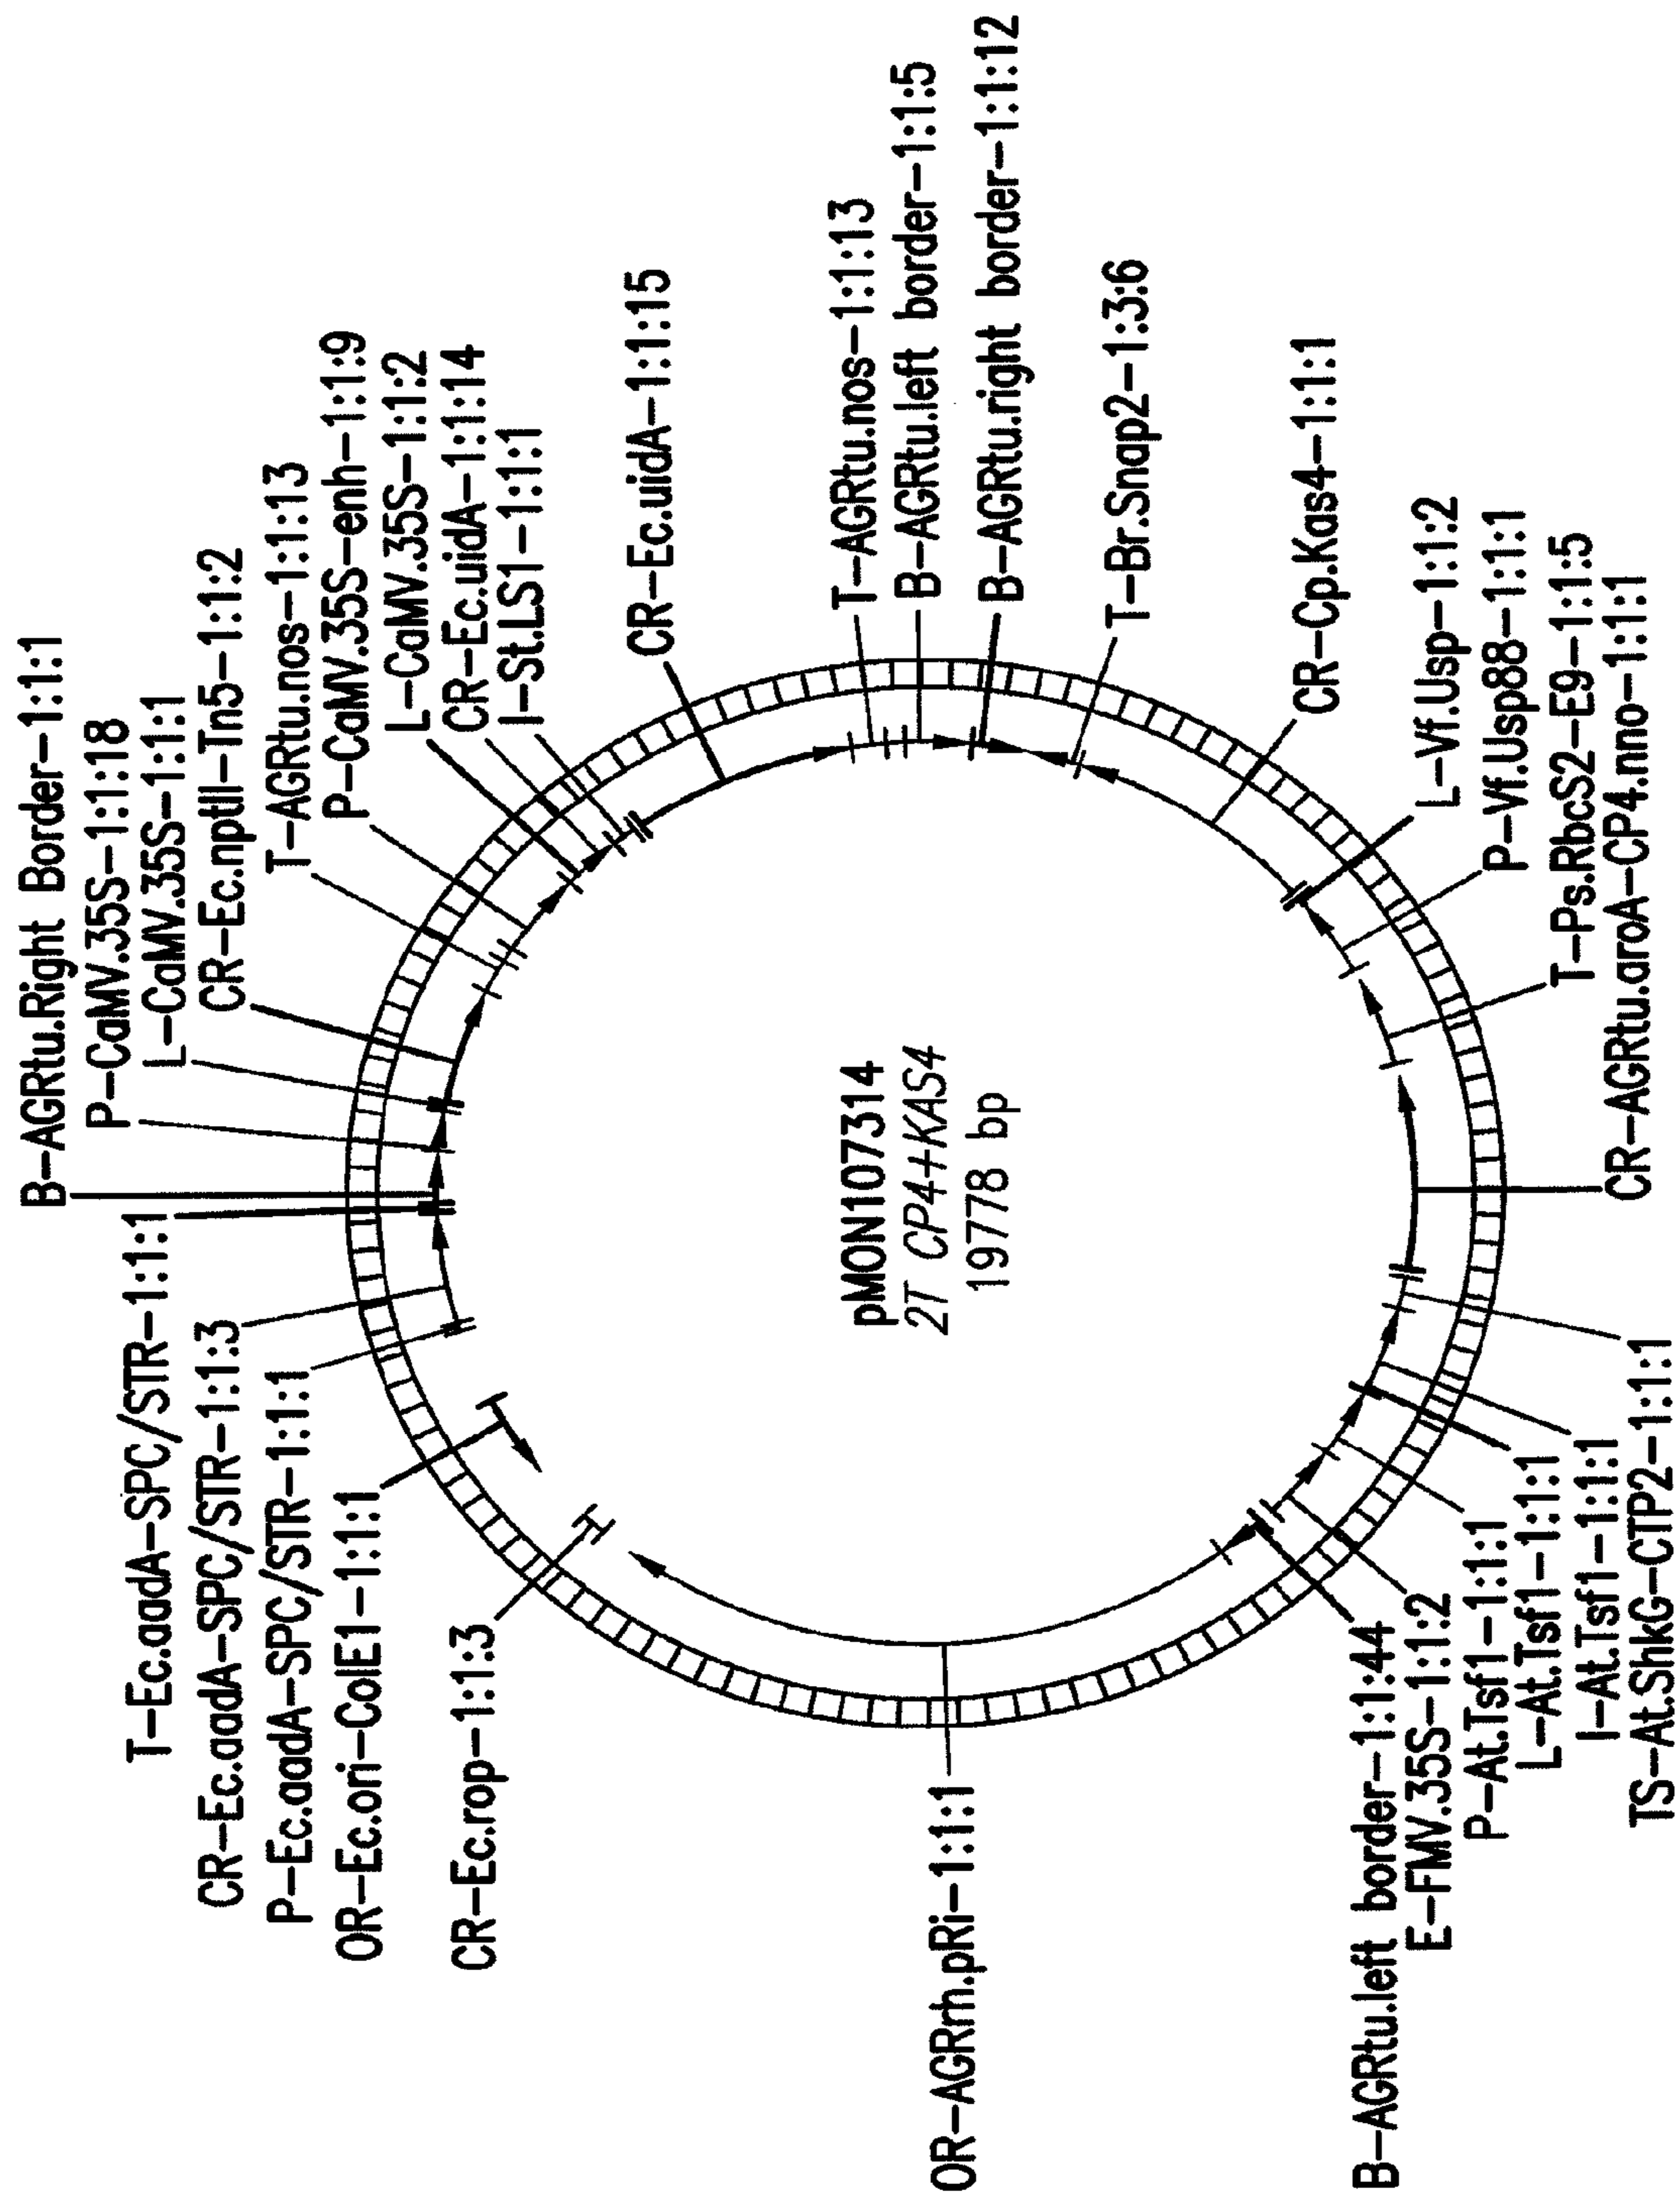 B-AGRtu.Right Border-1:1:1
P-CaMV.35S-1:1:18
L-CaMV.35S-1:1:1
CR-Ec.nptII-Tn5-1:1:2
T-AGRtu.nos-1:1:13
P-CaMV.35S-enh-1:1:9
L-CaMV.35S-1:1:2
CR-Ec.uidA-1:1:14
I-St.LS1-1:1:1
CR-Ec.uidA-1:1:15
T-AGRtu.nos-1:1:13
B-AGRtu.left border-1:1:5
B-AGRtu.right border-1:1:12
T-Br.Snap2-1:3:6
CR-Cp.Kas4-1:1:1
L-Vf.Usp-1:1:2
P-Vf.Usp88-1:1:1
T-Ps.RbcS2-E9-1:1:5
CR-AGRtu.aroA-CP4.nno-1:1:1
T-Ec.aadA-SPC/STR-1:1:1
CR-Ec.aadA-SPC/STR-1:1:3
P-Ec.aadA-SPC/STR-1:1:1
OR-Ec.ori-ColE1-1:1:1
CR-Ec.rop-1:1:3
OR-AGRrh.pRi-1:1:1
B-AGRtu.left border-1:1:44
E-FMV.35S-1:1:2
P-At.Tsf1-1:1:1
L-At.Tsf1-1:1:1
I-At.Tsf1-1:1:1
TS-At.ShkG-CTP2-1:1:1
pMON107314
2T CP4+KAS4
19778 bp